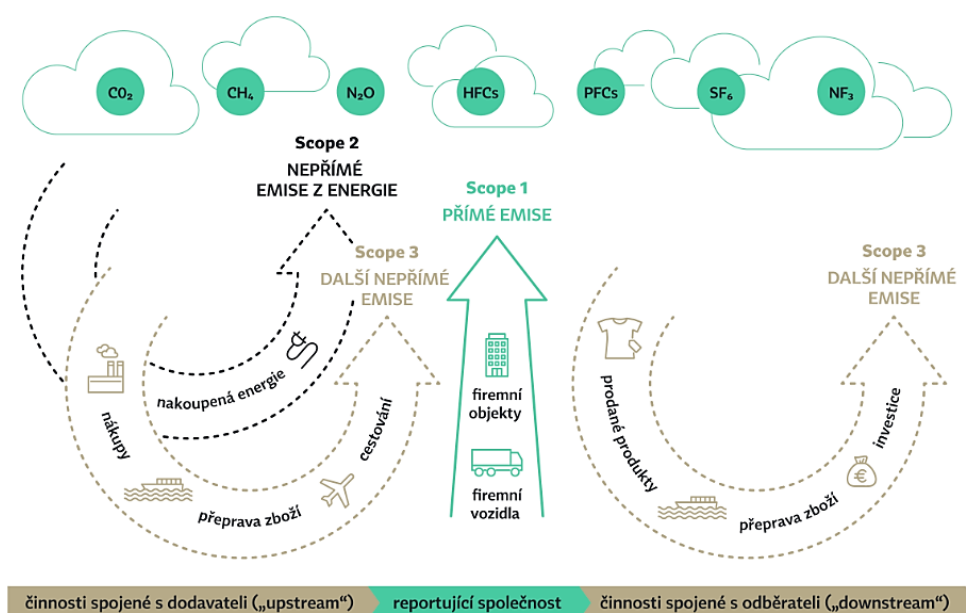 CO₂
CH₄
N₂O
HFCs
PFCs
SF₆
NF₃
Scope 2
NEPŘÍMÉ
EMISE Z ENERGIE
Scope 1
PŘÍMÉ EMISE
Scope 3
DALŠÍ NEPŘÍMÉ
EMISE
Scope 3
DALŠÍ NEPŘÍMÉ
EMISE
nakoupená energie
nákupy
přeprava zboží
cestování
firemní
objekty
firemní
vozidla
prodané produkty
přeprava zboží
investice
€
činnosti spojené s dodavateli („upstream“)
reportující společnost
činnosti spojené s odběrateli („downstream“)